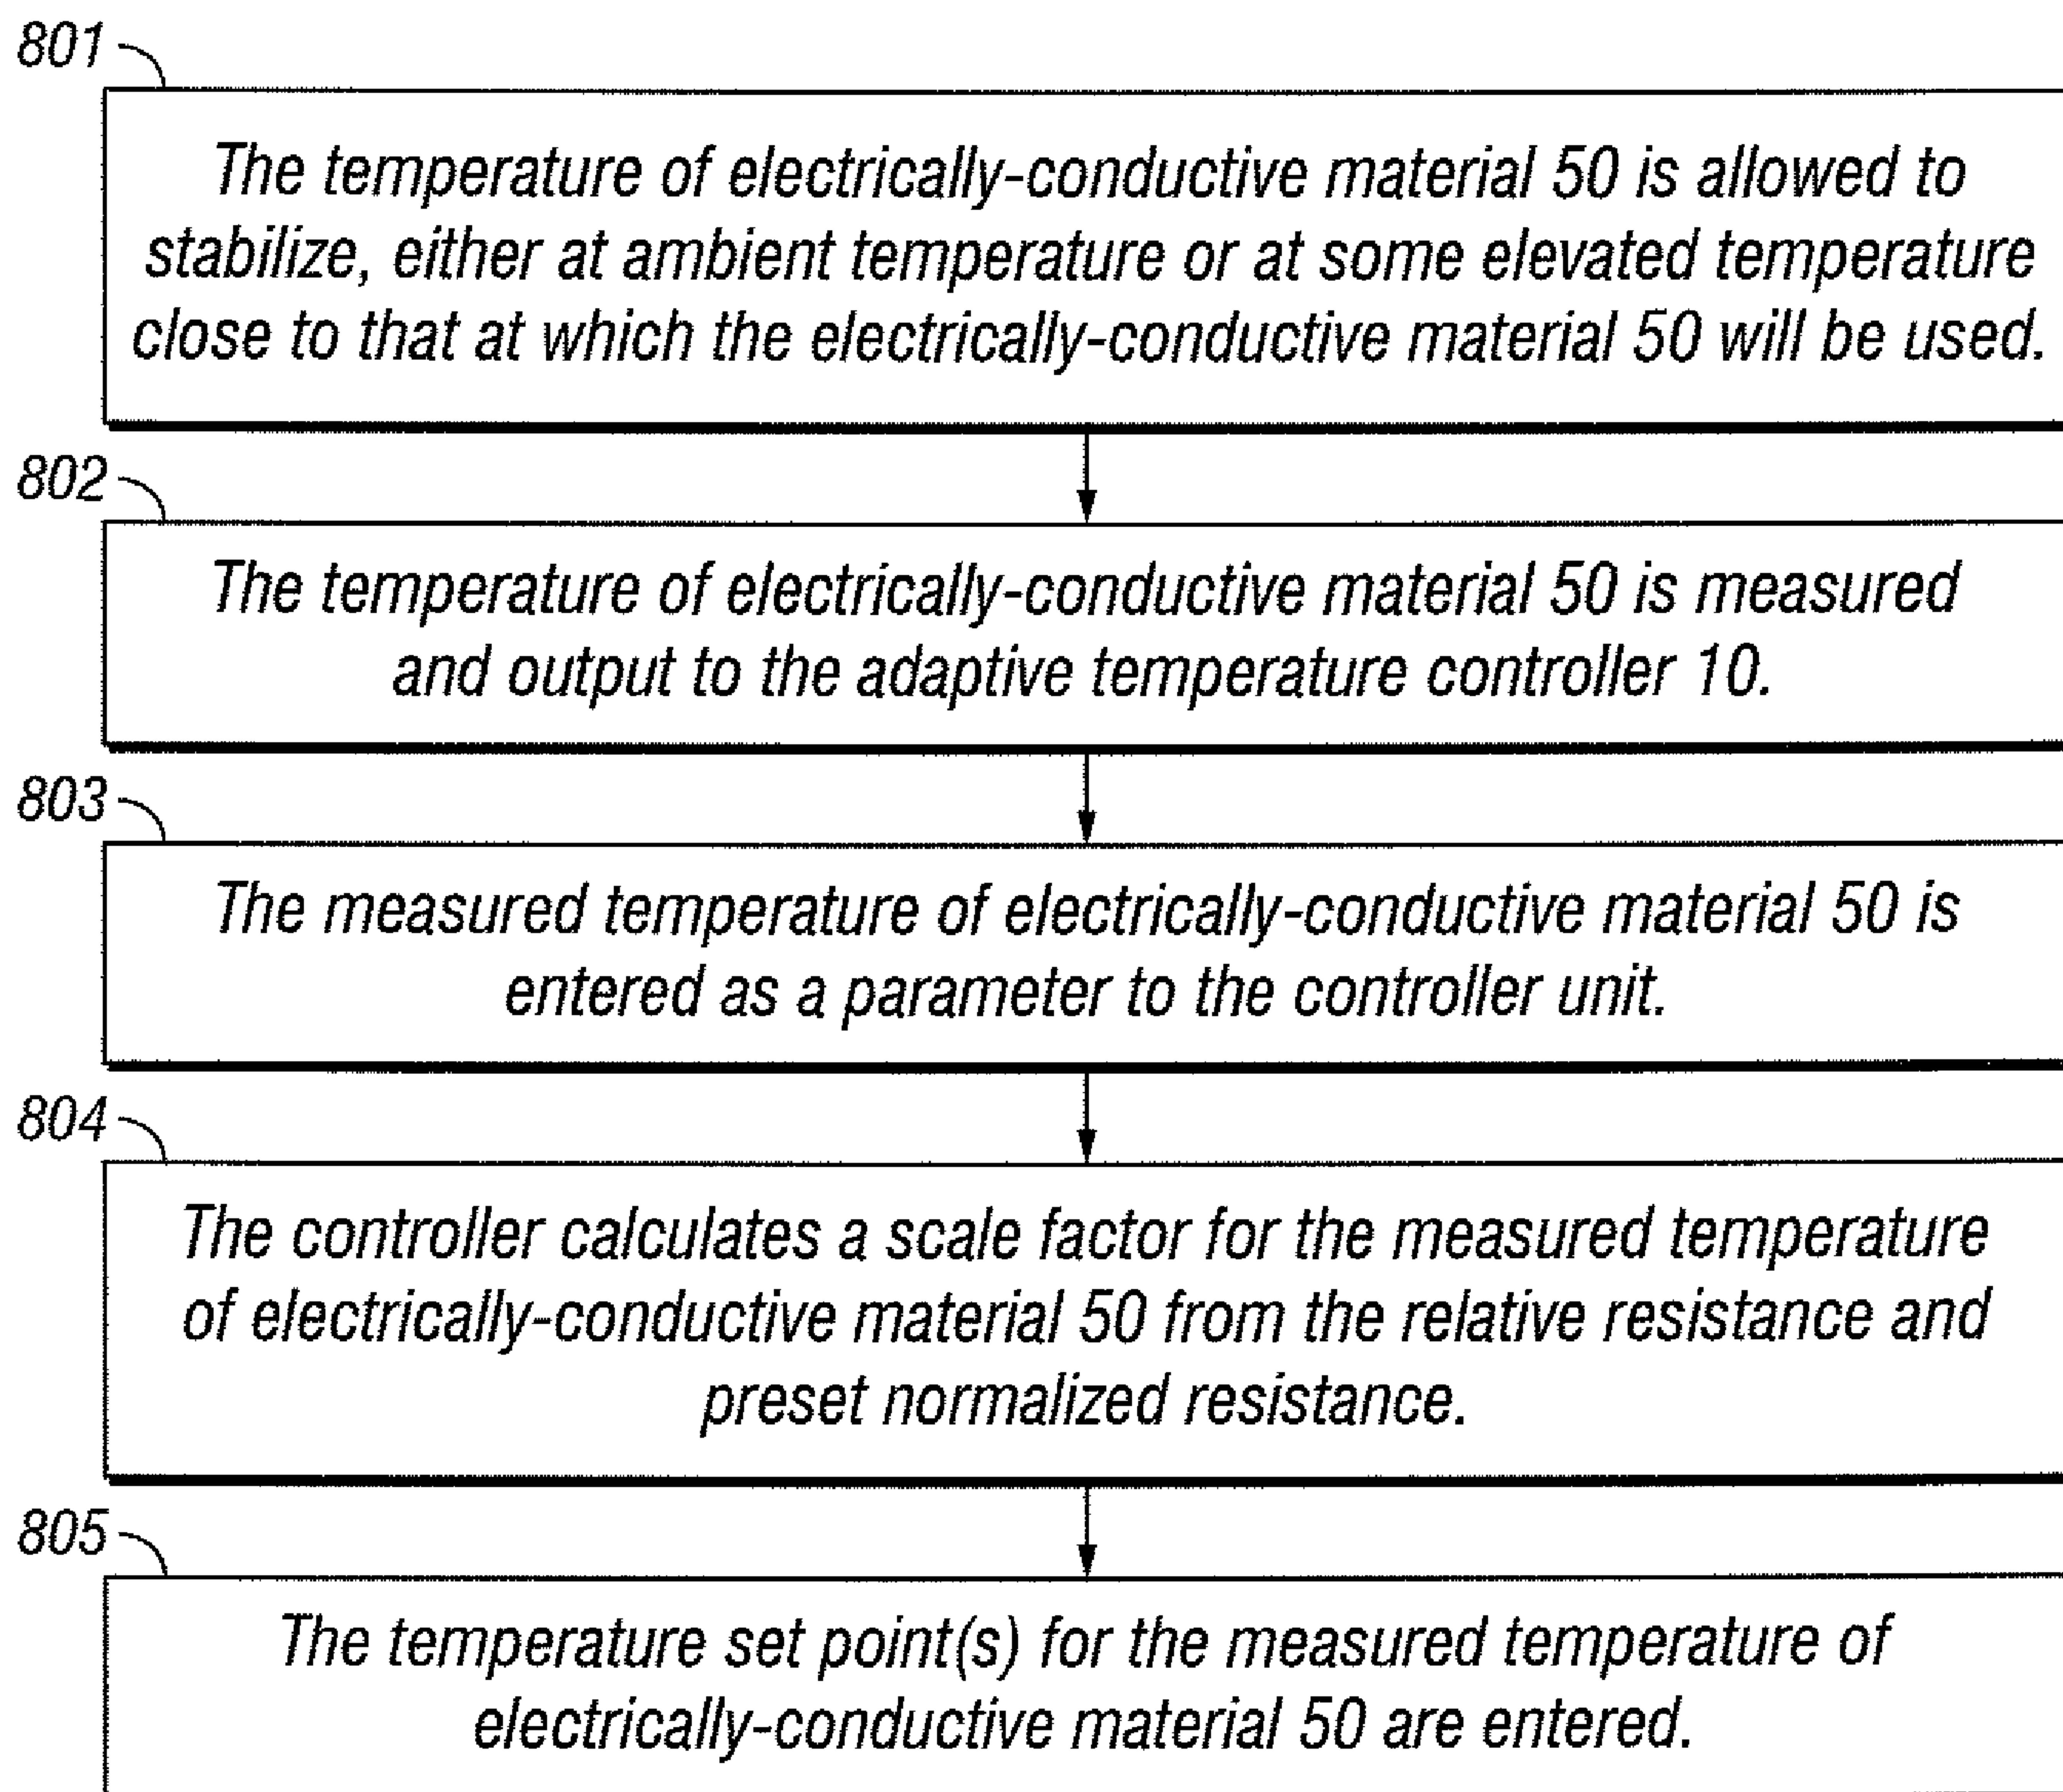 801
The temperature of electrically-conductive material 50 is allowed to
stabilize, either at ambient temperature or at some elevated temperature
close to that at which the electrically-conductive material 50 will be used.
802
The temperature of electrically-conductive material 50 is measured
and output to the adaptive temperature controller 10.
803
The measured temperature of electrically-conductive material 50 is
entered as a parameter to the controller unit.
804
The controller calculates a scale factor for the measured temperature
of electrically-conductive material 50 from the relative resistance and
preset normalized resistance.
805
The temperature set point(s) for the measured temperature of
electrically-conductive material 50 are entered.